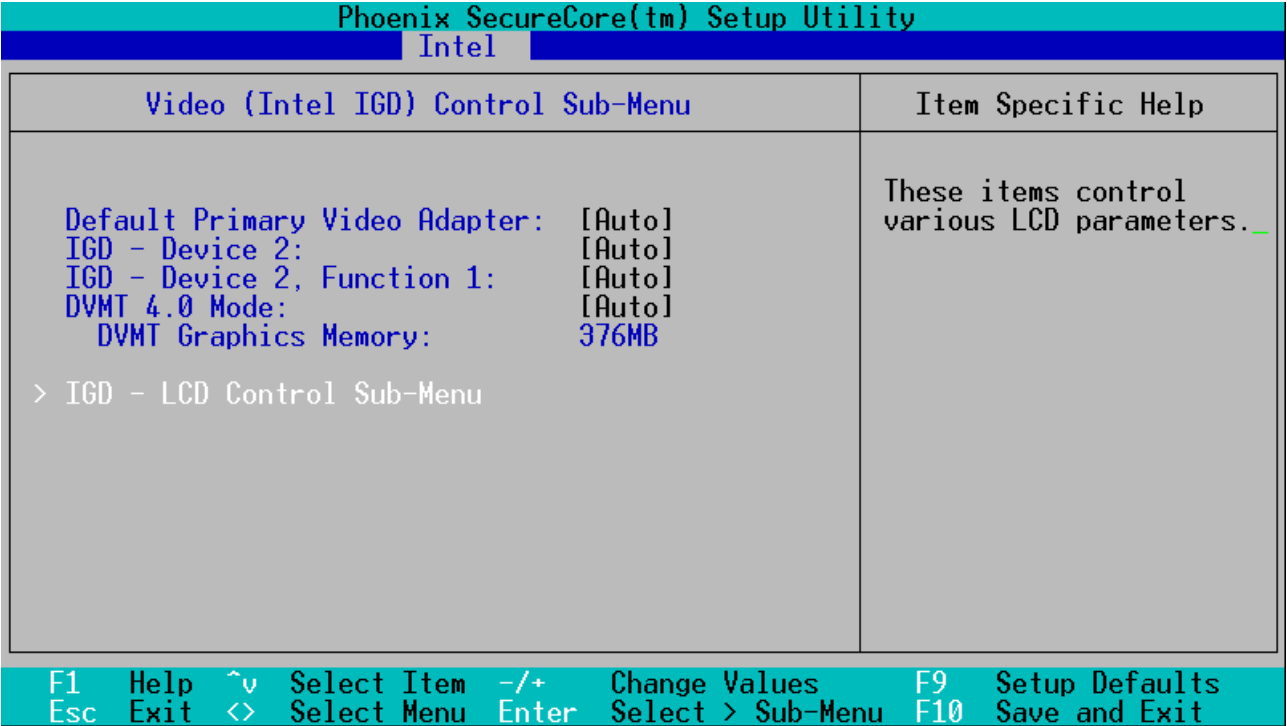 Phoenix SecureCore(tm) Setup Utility
Intel
Video (Intel IGD) Control Sub-Menu
Item Specific Help
Default Primary Video Adapter: [Auto]
IGD - Device 2: [Auto]
IGD - Device 2, Function 1: [Auto]
DVMT 4.0 Mode: [Auto]
DVMT Graphics Memory: 376MB
> IGD - LCD Control Sub-Menu
These items control
various LCD parameters._
F1 Help ^v Select Item -/+ Change Values F9 Setup Defaults
Esc Exit <> Select Menu Enter Select > Sub-Menu F10 Save and Exit